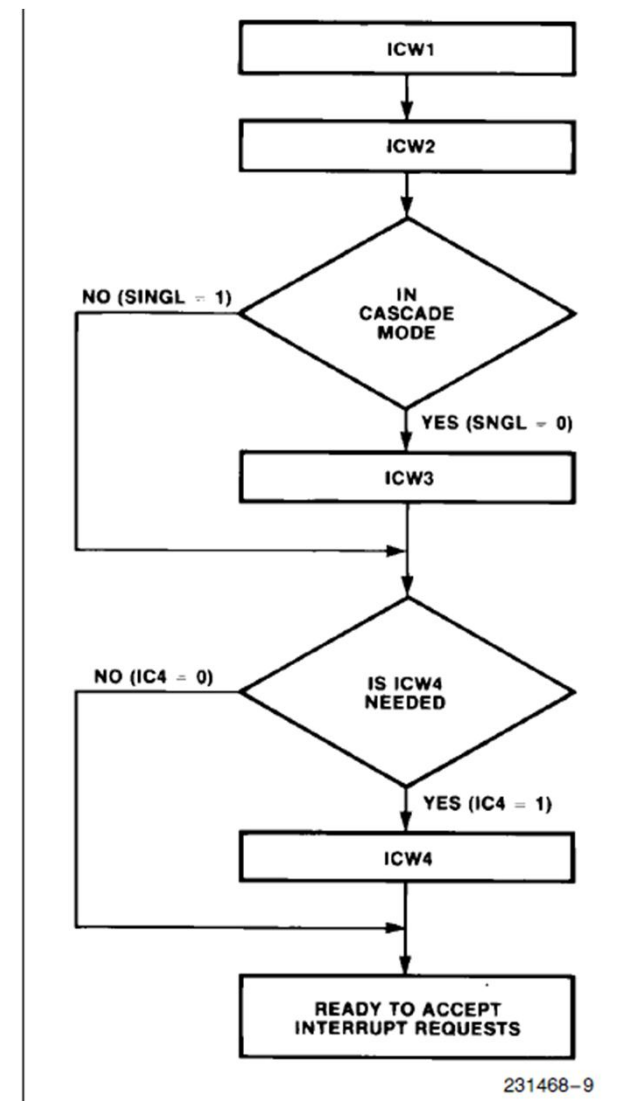 ICW1
ICW2
IN
CASCADE
MODE
NO (SINGL = 1)
YES (SNGL = 0)
ICW3
IS ICW4
NEEDED
NO (IC4 = 0)
YES (IC4 = 1)
ICW4
READY TO ACCEPT
INTERRUPT REQUESTS
231468–9